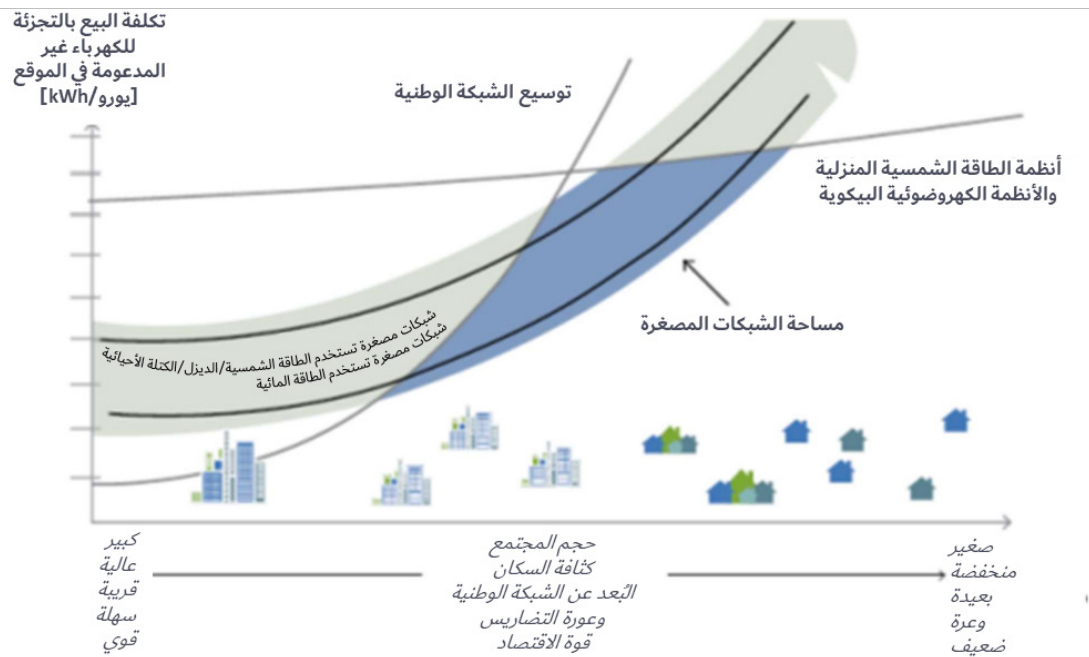 تكلفة البيع بالتجزئة
للكهرباء غير
المدعومة في الموقع
[يورو/kWh]
توسيع الشبكة الوطنية
أنظمة الطاقة الشمسية المنزلية
والأنظمة الكهروضوئية البيكوية
مساحة الشبكات المصغرة
شبكات مصغرة تستخدم الطاقة الشمسية/الديزل/الكتلة الأحيائية
شبكات مصغرة تستخدم الطاقة المائية
كبير
عالية
قريبة
سهلة
قوي
حجم المجتمع
كثافة السكان
البُعد عن الشبكة الوطنية
وعورة التضاريس
قوة الاقتصاد
صغير
منخفضة
بعيدة
وعرة
ضعيف